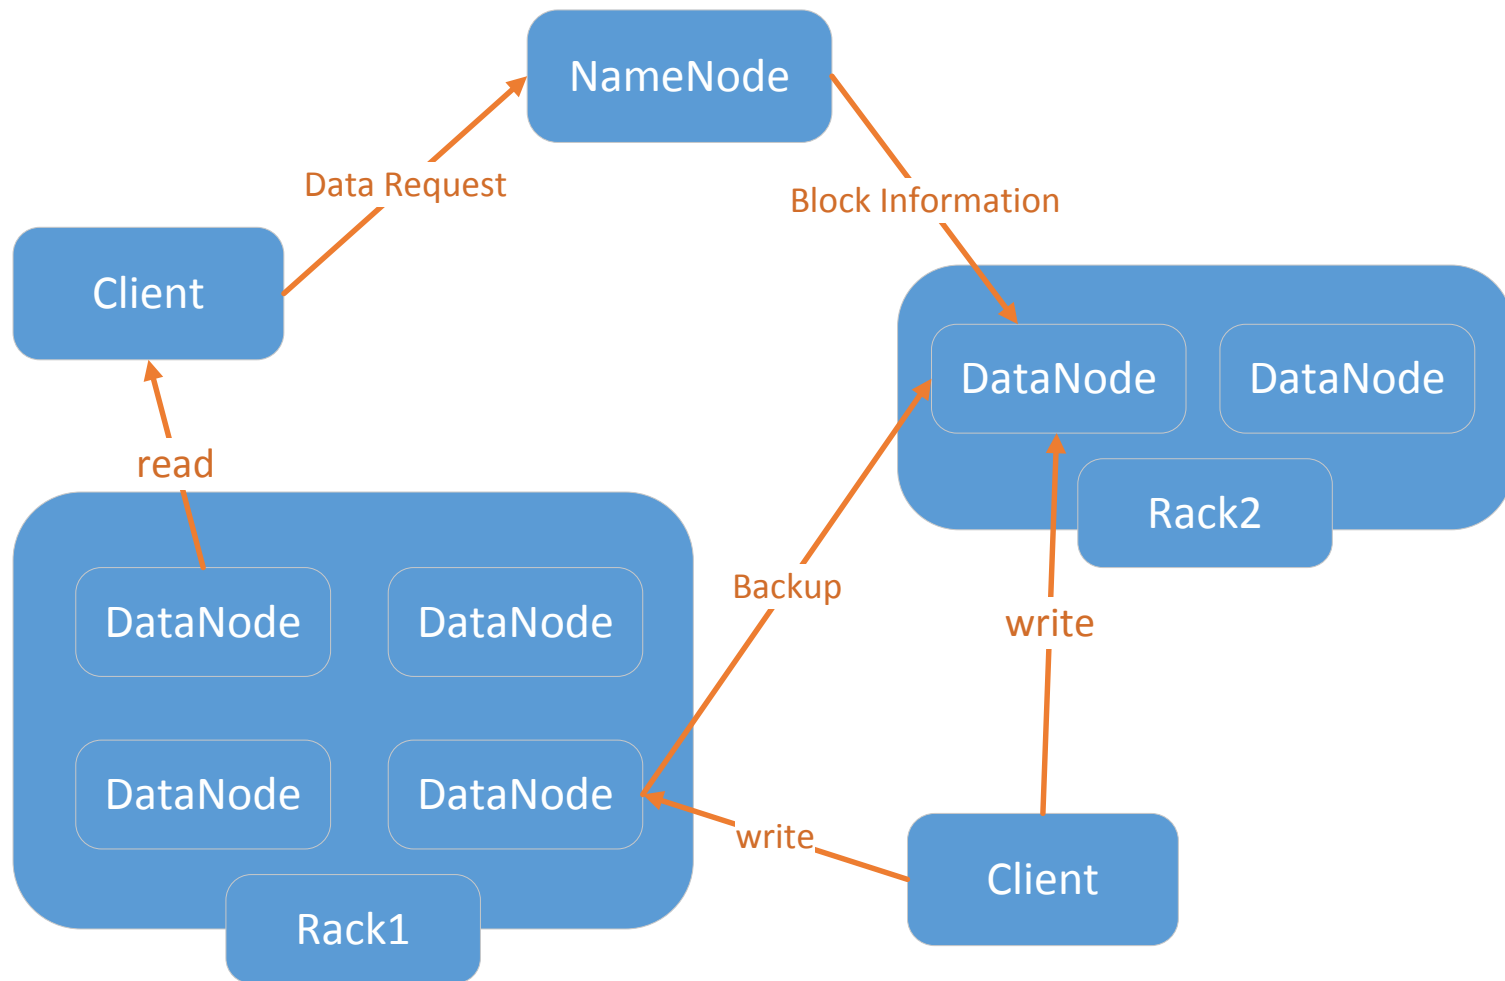 NameNode
Data Request
Block Information
Client
DataNode
DataNode
read
Rack2
Backup
write
DataNode
DataNode
DataNode
DataNode
write
Client
Rack1